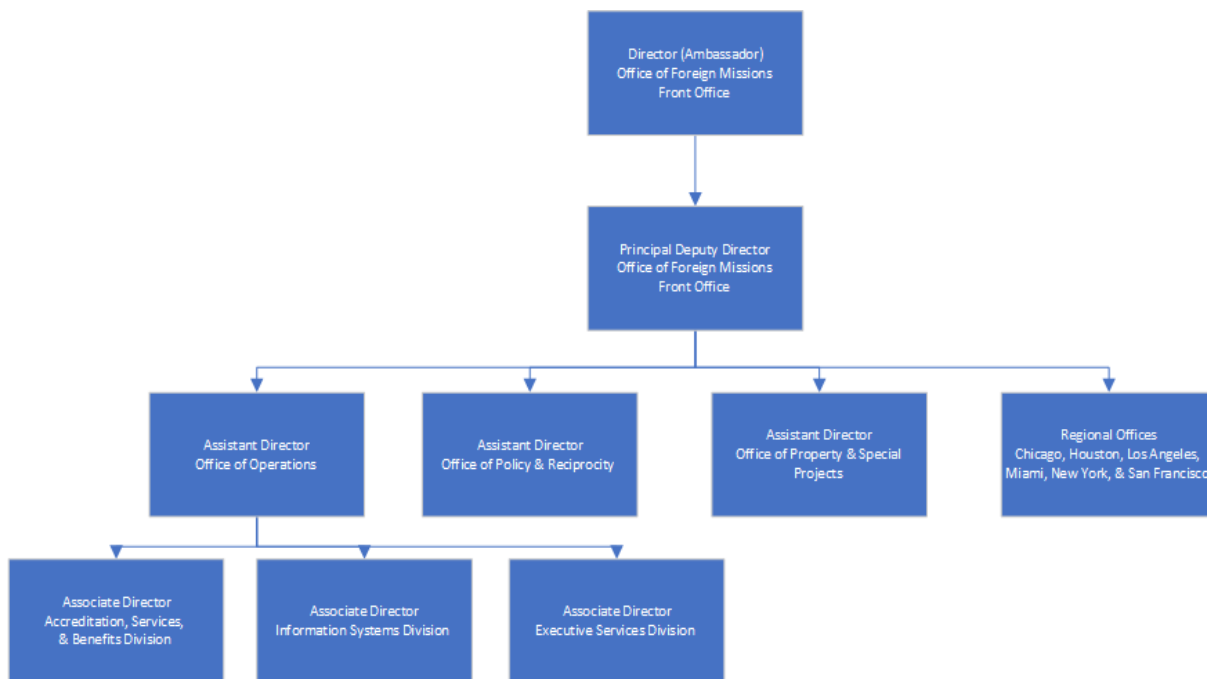 Director (Ambassador)
Office of Foreign Missions
Front Office
Principal Deputy Director
Office of Foreign Missions
Front Office
Assistant Director
Office of Operations
Assistant Director
Office of Policy & Reciprocity
Assistant Director
Office of Property & Special
Projects
Regional Offices
Chicago, Houston, Los Angeles,
Miami, New York, & San Francisco
Associate Director
Accreditation, Services,
& Benefits Division
Associate Director
Information Systems Division
Associate Director
Executive Services Division